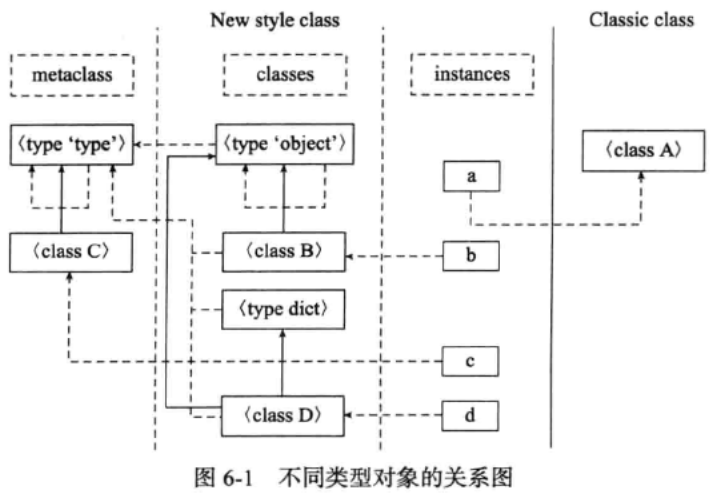 New style class
Classic class
metaclass
classes
instances
〈type ‘type’〉
〈type ‘object’〉
〈class A〉
a
〈class C〉
〈class B〉
b
〈type dict〉
c
〈class D〉
d
图 6-1 不同类型对象的关系图